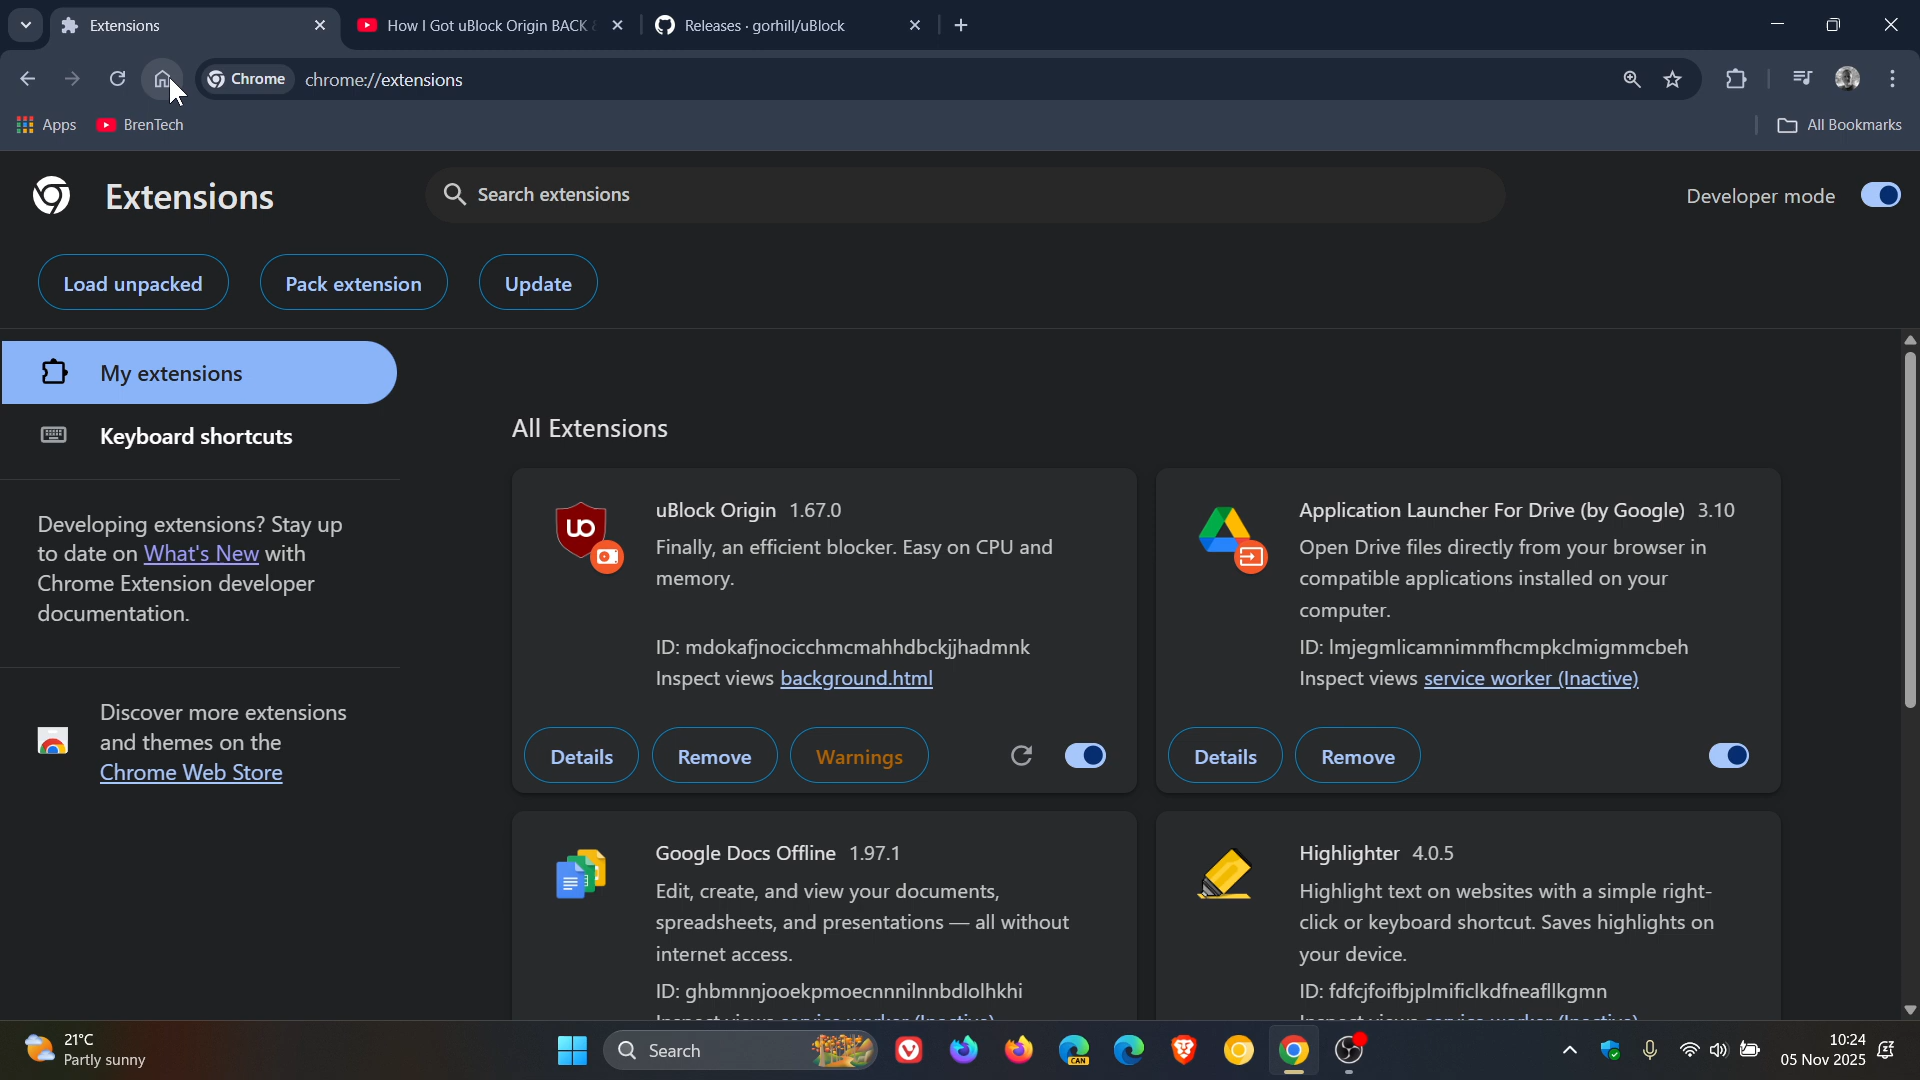 Extensions
How I Got uBlock Origin BACK
Releases · gorhill/uBlock
Chrome
chrome://extensions
Apps
BrenTech
All Bookmarks
Extensions
Search extensions
Developer mode
Load unpacked
Pack extension
Update
My extensions
Keyboard shortcuts
Developing extensions? Stay up
to date on What's New with
Chrome Extension developer
documentation.
Discover more extensions
and themes on the
Chrome Web Store
All Extensions
uBlock Origin 1.67.0
Finally, an efficient blocker. Easy on CPU and
memory.
ID: mdokafjnocicchmcmahhdbckjjhadmnk
Inspect views background.html
Details
Remove
Warnings
Application Launcher For Drive (by Google) 3.10
Open Drive files directly from your browser in
compatible applications installed on your
computer.
ID: lmjegmlicamnimmfhcmpkclmigmmcbeh
Inspect views service worker (Inactive)
Details
Remove
Google Docs Offline 1.97.1
Edit, create, and view your documents,
spreadsheets, and presentations — all without
internet access.
ID: ghbmnnjooekpmoecnnnilnnbdlolhkhi
Highlighter 4.0.5
Highlight text on websites with a simple right-
click or keyboard shortcut. Saves highlights on
your device.
ID: fdfcjfoifbjplmificlkdfneafllkgmn
21°C
Partly sunny
Search
CAN
10:24
05 Nov 2025